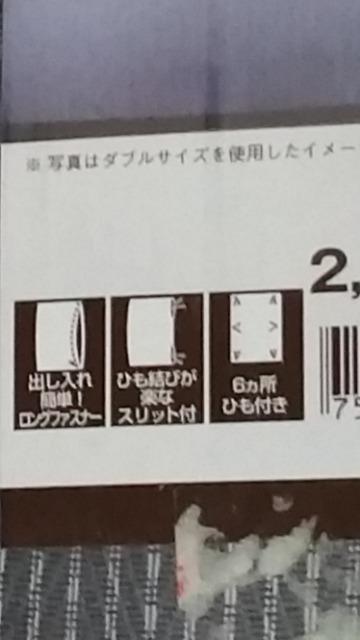 ※ 写真はダブルサイズを使用したイメー
2,
出し入れ
簡単!
ロングファスナー
ひも結びが
楽な
スリット付
6ヵ所
ひも付き